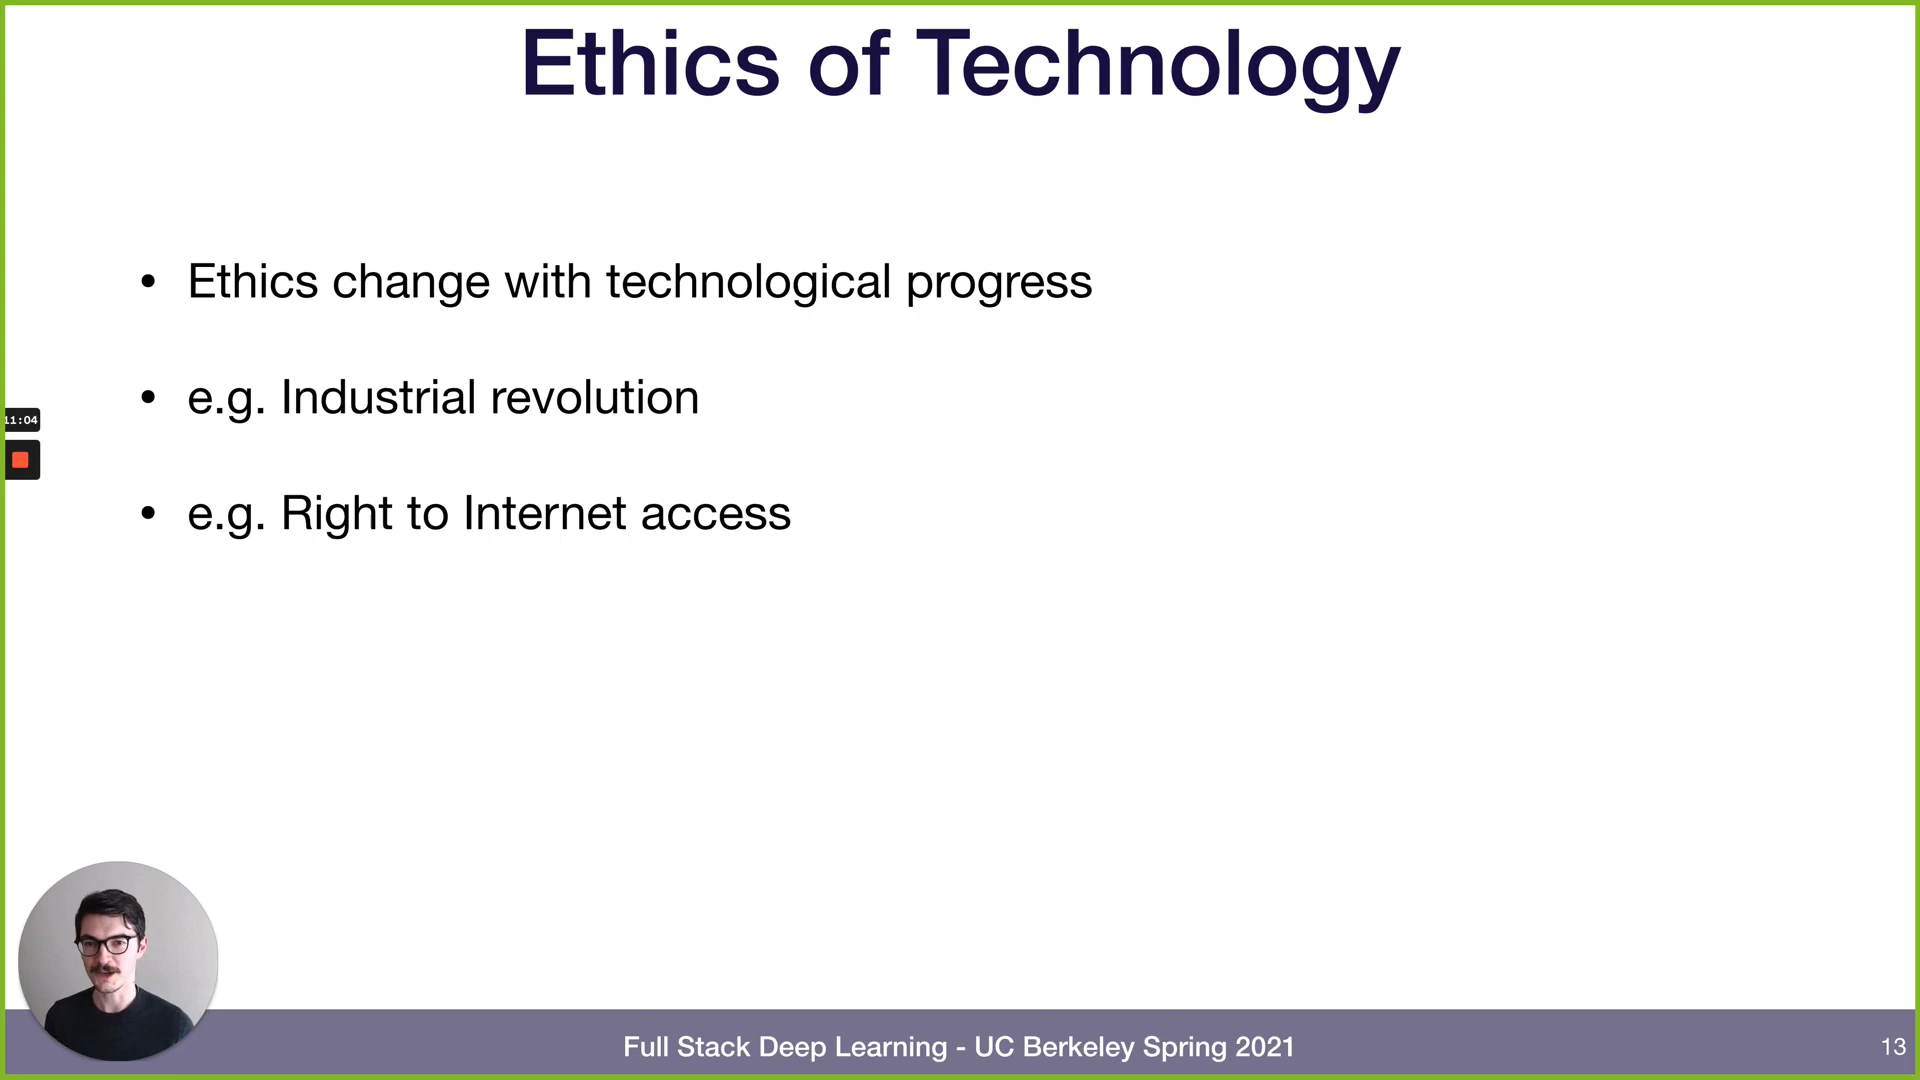 Ethics of Technology
• Ethics change with technological progress
• e.g. Industrial revolution
11:04
• e.g. Right to Internet access
Full Stack Deep Learning - UC Berkeley Spring 2021
13